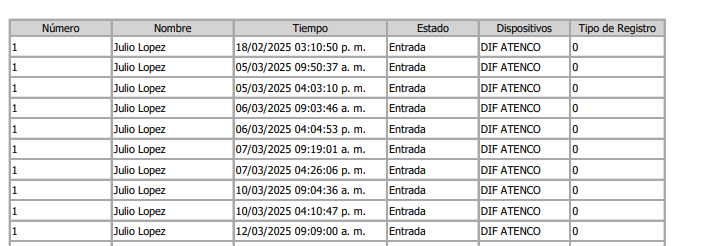 Número Nombre Tiempo Estado Dispositivos Tipo de Registro
1 Julio Lopez 18/02/2025 03:10:50 p. m. Entrada DIF ATENCO 0
1 Julio Lopez 05/03/2025 09:50:37 a. m. Entrada DIF ATENCO 0
1 Julio Lopez 05/03/2025 04:03:10 p. m. Entrada DIF ATENCO 0
1 Julio Lopez 06/03/2025 09:03:46 a. m. Entrada DIF ATENCO 0
1 Julio Lopez 06/03/2025 04:04:53 p. m. Entrada DIF ATENCO 0
1 Julio Lopez 07/03/2025 09:19:01 a. m. Entrada DIF ATENCO 0
1 Julio Lopez 07/03/2025 04:26:06 p. m. Entrada DIF ATENCO 0
1 Julio Lopez 10/03/2025 09:04:36 a. m. Entrada DIF ATENCO 0
1 Julio Lopez 10/03/2025 04:10:47 p. m. Entrada DIF ATENCO 0
1 Julio Lopez 12/03/2025 09:09:00 a. m. Entrada DIF ATENCO 0